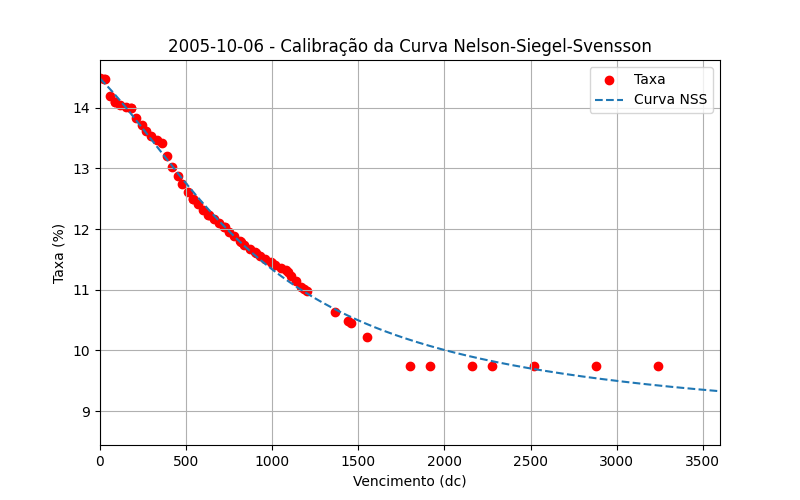 2005-10-06 - Calibração da Curva Nelson-Siegel-Svensson
Taxa
Curva NSS
Taxa (%)
14
13
12
11
10
9
0 500 1000 1500 2000 2500 3000 3500
Vencimento (dc)